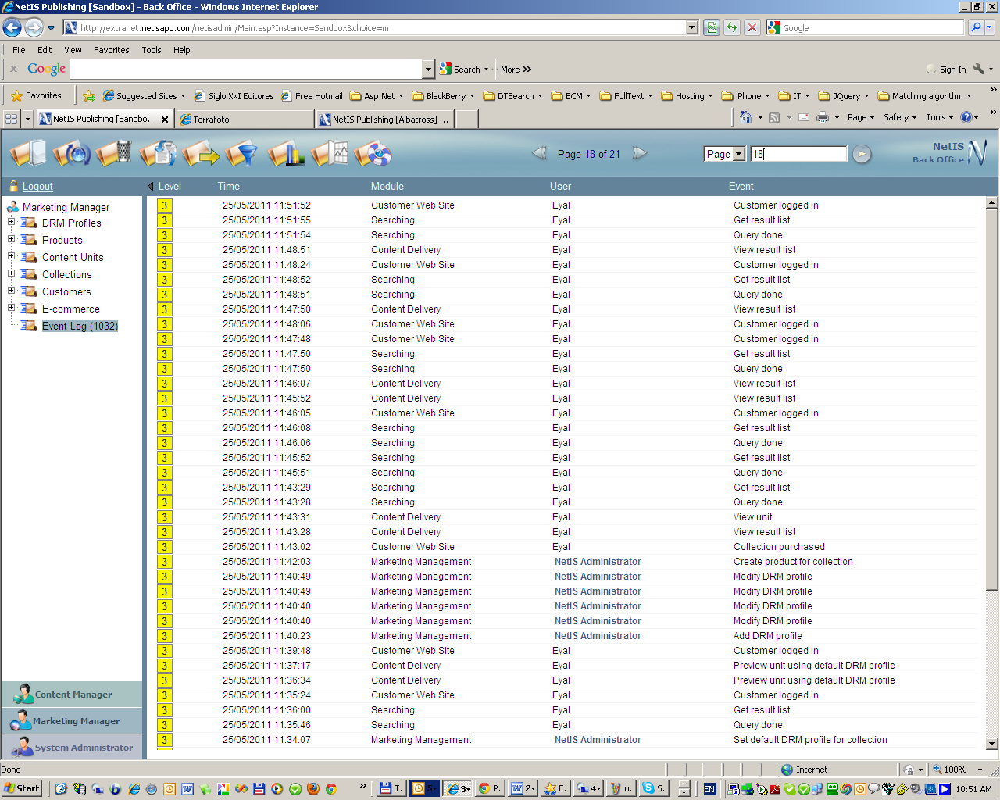 NetIS Publishing [Sandbox] - Back Office - Windows Internet Explorer
http://extranet.netisapp.com/netisadmin/Main.asp?Instance=Sandbox&choice=m
Google
File Edit View Favorites Tools Help
x Google Search More >> Sign In
Favorites Suggested Sites Siglo XXI Editores Free Hotmail Asp.Net BlackBerry DTSearch ECM FullText Hosting iPhone IT JQuery Matching algorithm
NetIS Publishing [Sandbo... Terrafoto NetIS Publishing [Albatross] ... Page Safety Tools
Page 18 of 21 Page 18 NetIS
Back Office
Logout Level Time Module User Event
Marketing Manager
DRM Profiles
Products
Content Units
Collections
Customers
E-commerce
Event Log (1032)
3 25/05/2011 11:51:52 Customer Web Site Eyal Customer logged in
3 25/05/2011 11:51:55 Searching Eyal Get result list
3 25/05/2011 11:51:54 Searching Eyal Query done
3 25/05/2011 11:48:51 Content Delivery Eyal View result list
3 25/05/2011 11:48:24 Customer Web Site Eyal Customer logged in
3 25/05/2011 11:48:52 Searching Eyal Get result list
3 25/05/2011 11:48:51 Searching Eyal Query done
3 25/05/2011 11:47:50 Content Delivery Eyal View result list
3 25/05/2011 11:48:06 Customer Web Site Eyal Customer logged in
3 25/05/2011 11:47:48 Customer Web Site Eyal Customer logged in
3 25/05/2011 11:47:50 Searching Eyal Get result list
3 25/05/2011 11:47:50 Searching Eyal Query done
3 25/05/2011 11:46:07 Content Delivery Eyal View result list
3 25/05/2011 11:45:52 Content Delivery Eyal View result list
3 25/05/2011 11:46:05 Customer Web Site Eyal Customer logged in
3 25/05/2011 11:46:08 Searching Eyal Get result list
3 25/05/2011 11:46:06 Searching Eyal Query done
3 25/05/2011 11:45:52 Searching Eyal Get result list
3 25/05/2011 11:45:51 Searching Eyal Query done
3 25/05/2011 11:43:29 Searching Eyal Get result list
3 25/05/2011 11:43:28 Searching Eyal Query done
3 25/05/2011 11:43:31 Content Delivery Eyal View unit
3 25/05/2011 11:43:28 Content Delivery Eyal View result list
3 25/05/2011 11:43:02 Customer Web Site Eyal Collection purchased
3 25/05/2011 11:42:03 Marketing Management NetIS Administrator Create product for collection
3 25/05/2011 11:40:49 Marketing Management NetIS Administrator Modify DRM profile
3 25/05/2011 11:40:49 Marketing Management NetIS Administrator Modify DRM profile
3 25/05/2011 11:40:40 Marketing Management NetIS Administrator Modify DRM profile
3 25/05/2011 11:40:40 Marketing Management NetIS Administrator Modify DRM profile
3 25/05/2011 11:40:23 Marketing Management NetIS Administrator Add DRM profile
3 25/05/2011 11:39:48 Customer Web Site Eyal Customer logged in
3 25/05/2011 11:37:17 Content Delivery Eyal Preview unit using default DRM profile
3 25/05/2011 11:36:34 Content Delivery Eyal Preview unit using default DRM profile
3 25/05/2011 11:35:24 Customer Web Site Eyal Customer logged in
3 25/05/2011 11:36:00 Searching Eyal Get result list
3 25/05/2011 11:35:46 Searching Eyal Query done
3 25/05/2011 11:34:07 Marketing Management NetIS Administrator Set default DRM profile for collection
Content Manager
Marketing Manager
System Administrator
Done Internet 100%
Start >> T. 5 3 P. 2 E. 4 u. S. EN 10:51 AM